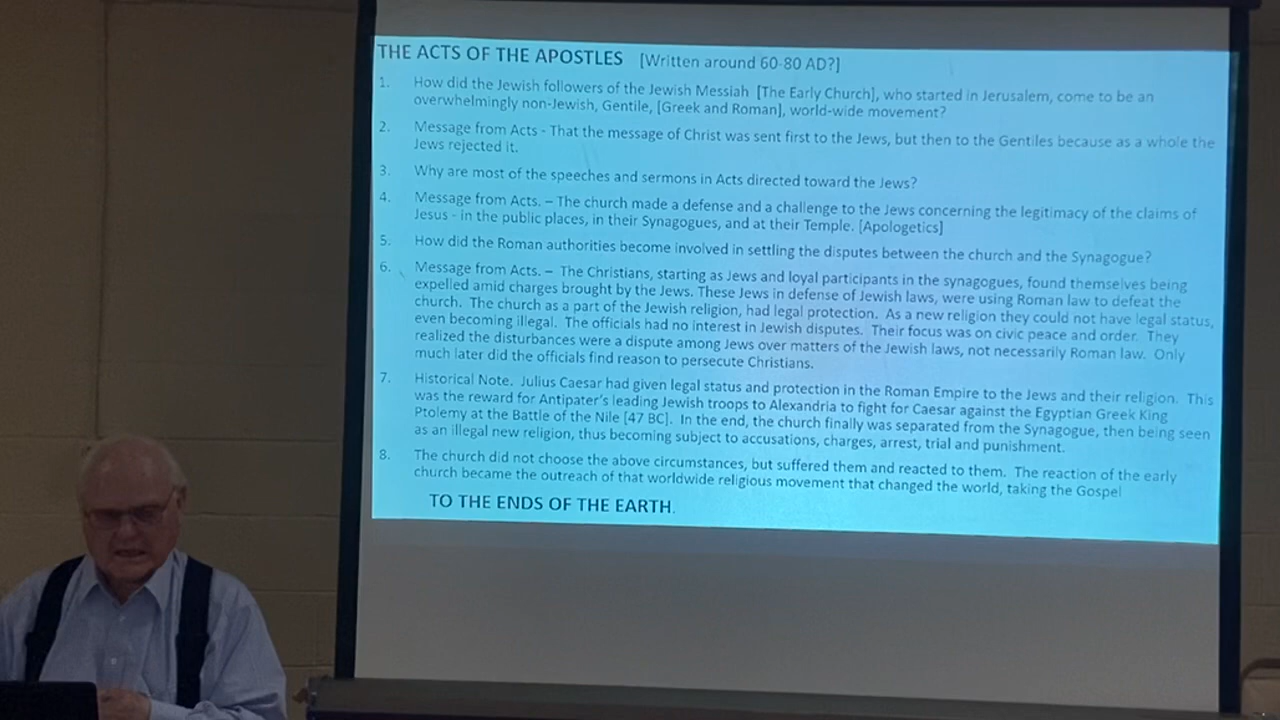 THE ACTS OF THE APOSTLES [Written around 60-80 AD?]
1. How did the Jewish followers of the Jewish Messiah [The Early Church], who started in Jerusalem, come to be an
overwhelmingly non-Jewish, Gentile, [Greek and Roman], world-wide movement?
2. Message from Acts - That the message of Christ was sent first to the Jews, but then to the Gentiles because as a whole the
Jews rejected it.
3. Why are most of the speeches and sermons in Acts directed toward the Jews?
4. Message from Acts. – The church made a defense and a challenge to the Jews concerning the legitimacy of the claims of
Jesus - in the public places, in their Synagogues, and at their Temple. [Apologetics]
5. How did the Roman authorities become involved in settling the disputes between the church and the Synagogue?
6. Message from Acts. – The Christians, starting as Jews and loyal participants in the synagogues, found themselves being
expelled amid charges brought by the Jews. These Jews in defense of Jewish laws, were using Roman law to defeat the
church. The church as a part of the Jewish religion, had legal protection. As a new religion they could not have legal status,
even becoming illegal. The officials had no interest in Jewish disputes. Their focus was on civic peace and order. They
realized the disturbances were a dispute among Jews over matters of the Jewish laws, not necessarily Roman law. Only
much later did the officials find reason to persecute Christians.
7. Historical Note. Julius Caesar had given legal status and protection in the Roman Empire to the Jews and their religion. This
was the reward for Antipater's leading Jewish troops to Alexandria to fight for Caesar against the Egyptian Greek King
Ptolemy at the Battle of the Nile [47 BC]. In the end, the church finally was separated from the Synagogue, then being seen
as an illegal new religion, thus becoming subject to accusations, charges, arrest, trial and punishment.
8. The church did not choose the above circumstances, but suffered them and reacted to them. The reaction of the early
church became the outreach of that worldwide religious movement that changed the world, taking the Gospel
TO THE ENDS OF THE EARTH.